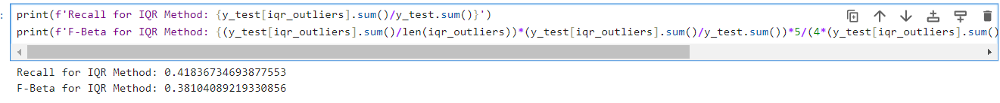 : print(f'Recall for IQR Method: {y_test[iqr_outliers].sum()/y_test.sum()}')
print(f'F-Beta for IQR Method: {(y_test[iqr_outliers].sum()/len(iqr_outliers))*(y_test[iqr_outliers].sum()/y_test.sum())*5/(4*(y_test[iqr_outliers].sum()
Recall for IQR Method: 0.41836734693877553
F-Beta for IQR Method: 0.38104089219330856